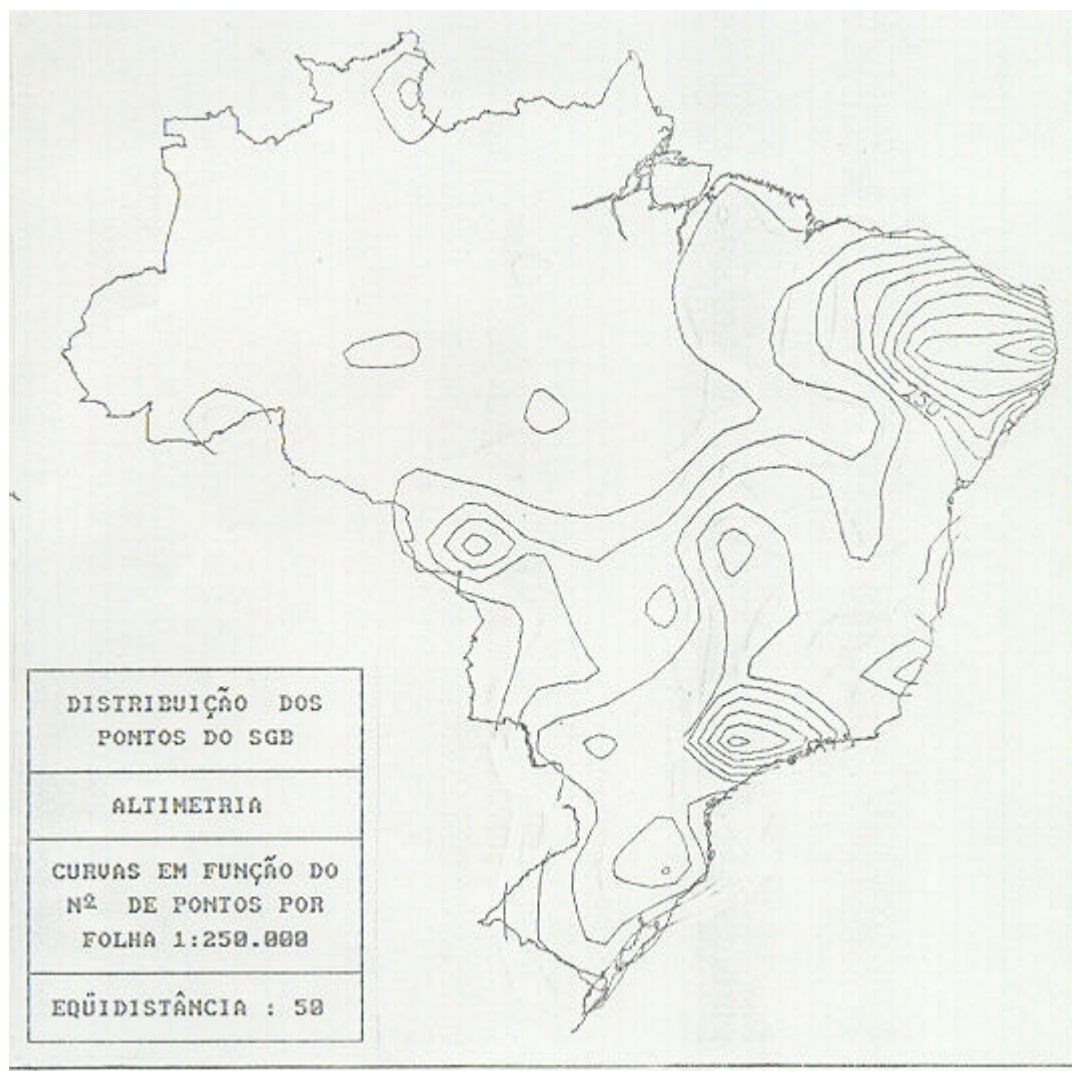 DISTRIBUIÇÃO DOS
PONTOS DO SGB
ALTIMETRIA
CURVAS EM FUNÇÃO DO
Nº DE PONTOS POR
FOLHA 1:250.000
EQÜIDISTÂNCIA : 50